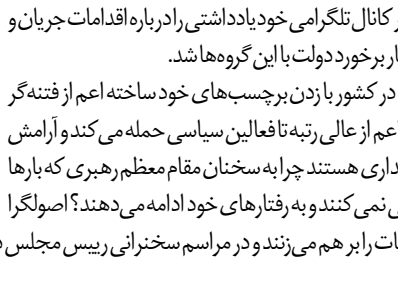 کانال تلگرامی خود یادداشتی را درباره اقدامات جریان و
برخورد دولت با این گروه‌ها شد.
در کشور با زدن برچسب‌های خود ساخته اعم از فتنه‌گر
اعم از عالی رتبه تا فعالین سیاسی حمله می کند و آرامش
داری هستند چرا به سخنان مقام معظم رهبری که بارها
نمی کنند و به رفتارهای خود ادامه می دهند؟ اصولگرا
را بر هم می‌زنند و در مراسم سخنرانی رییس مجلس